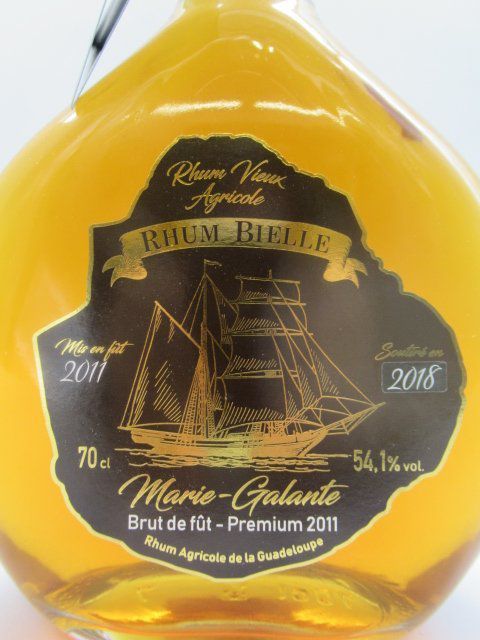 Rhum Vieux
Agricole
RHUM BIELLE
Mis en fût
2011
Soutiré en
2018
70 cl
54,1% vol.
Marie-Galante
Brut de fût - Premium 2011
Rhum Agricole de la Guadeloupe